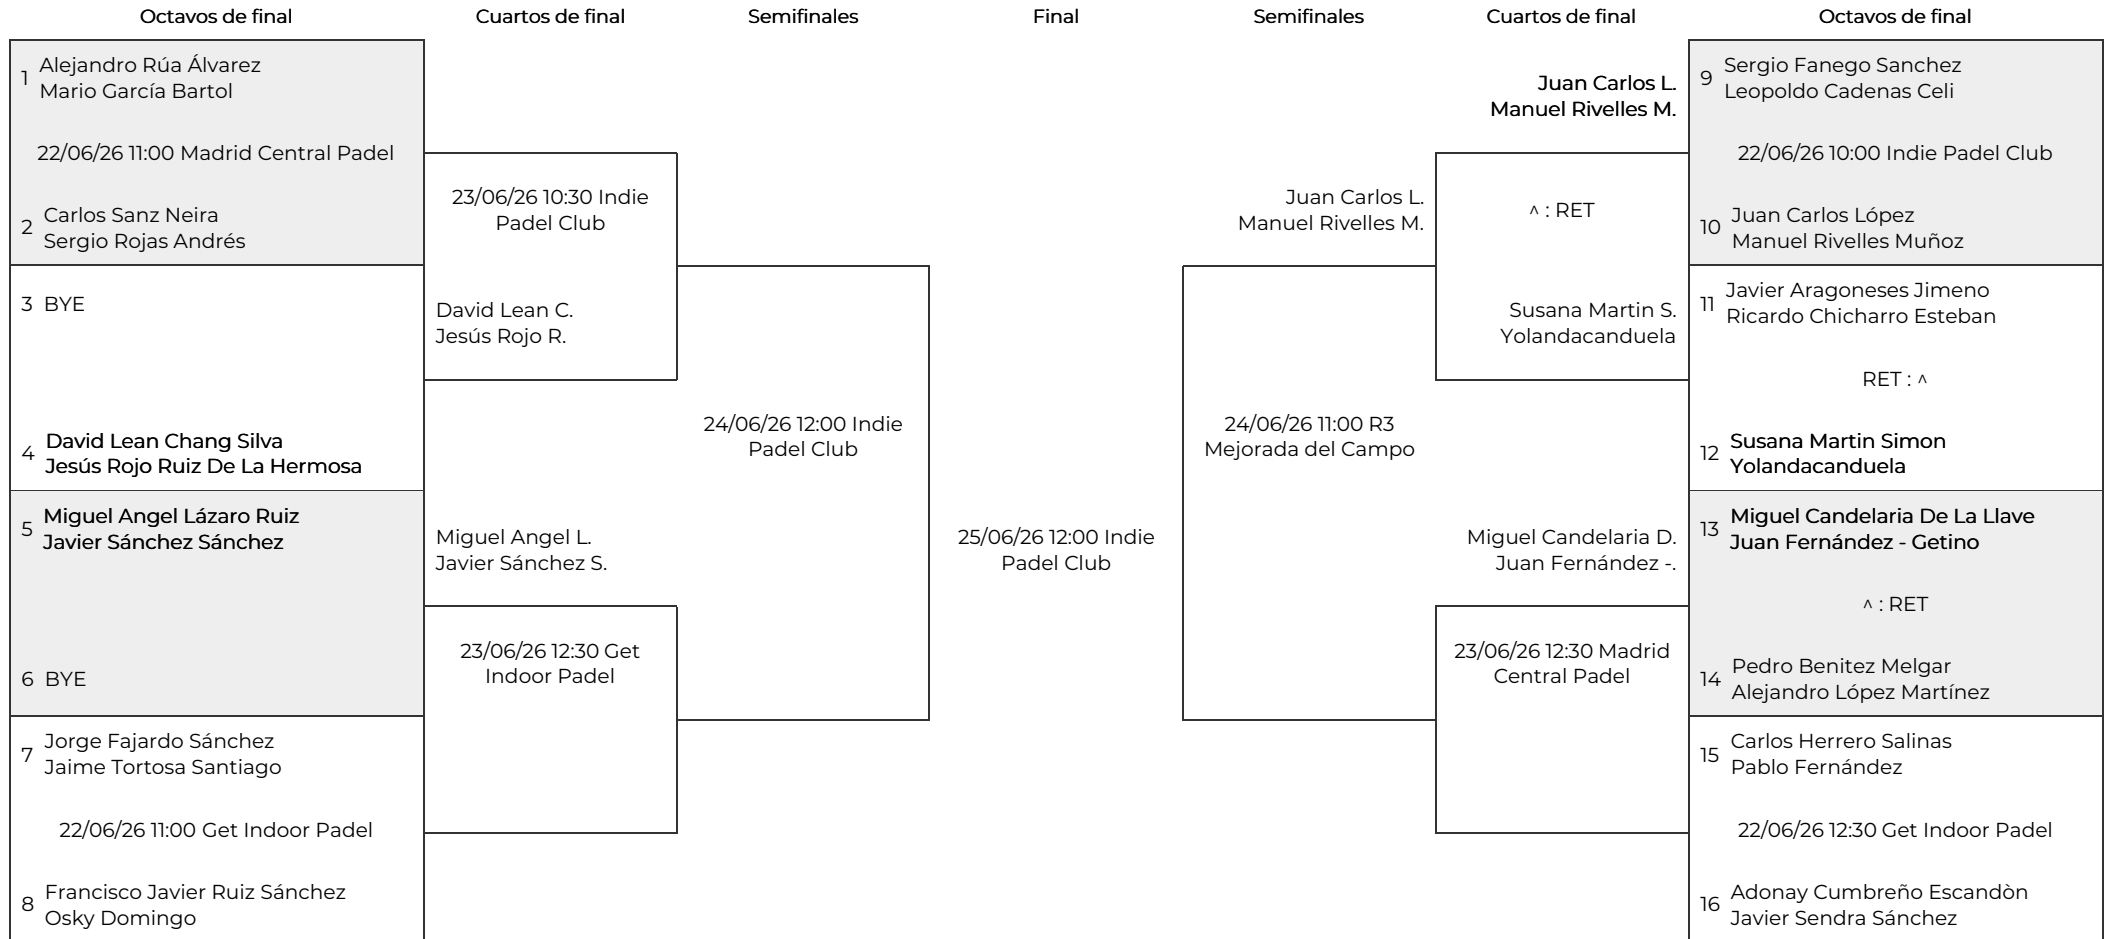 Octavos de final
Cuartos de final
Semifinales
Final
Semifinales
Cuartos de final
Octavos de final
1
Alejandro Rúa Álvarez
Mario García Bartol
22/06/26 11:00 Madrid Central Padel
2
Carlos Sanz Neira
Sergio Rojas Andrés
3 BYE
4
David Lean Chang Silva
Jesús Rojo Ruiz De La Hermosa
5
Miguel Angel Lázaro Ruiz
Javier Sánchez Sánchez
6 BYE
7
Jorge Fajardo Sánchez
Jaime Tortosa Santiago
22/06/26 11:00 Get Indoor Padel
8
Francisco Javier Ruiz Sánchez
Osky Domingo
23/06/26 10:30 Indie
Padel Club
David Lean C.
Jesús Rojo R.
Miguel Angel L.
Javier Sánchez S.
23/06/26 12:30 Get
Indoor Padel
24/06/26 12:00 Indie
Padel Club
25/06/26 12:00 Indie
Padel Club
Juan Carlos L.
Manuel Rivelles M.
24/06/26 11:00 R3
Mejorada del Campo
Juan Carlos L.
Manuel Rivelles M.
^ : RET
Susana Martin S.
Yolandacanduela
Miguel Candelaria D.
Juan Fernández -.
23/06/26 12:30 Madrid
Central Padel
9
Sergio Fanego Sanchez
Leopoldo Cadenas Celi
22/06/26 10:00 Indie Padel Club
10
Juan Carlos López
Manuel Rivelles Muñoz
11
Javier Aragoneses Jimeno
Ricardo Chicharro Esteban
RET : ^
12
Susana Martin Simon
Yolandacanduela
13
Miguel Candelaria De La Llave
Juan Fernández - Getino
^ : RET
14
Pedro Benitez Melgar
Alejandro López Martínez
15
Carlos Herrero Salinas
Pablo Fernández
22/06/26 12:30 Get Indoor Padel
16
Adonay Cumbreño Escandòn
Javier Sendra Sánchez